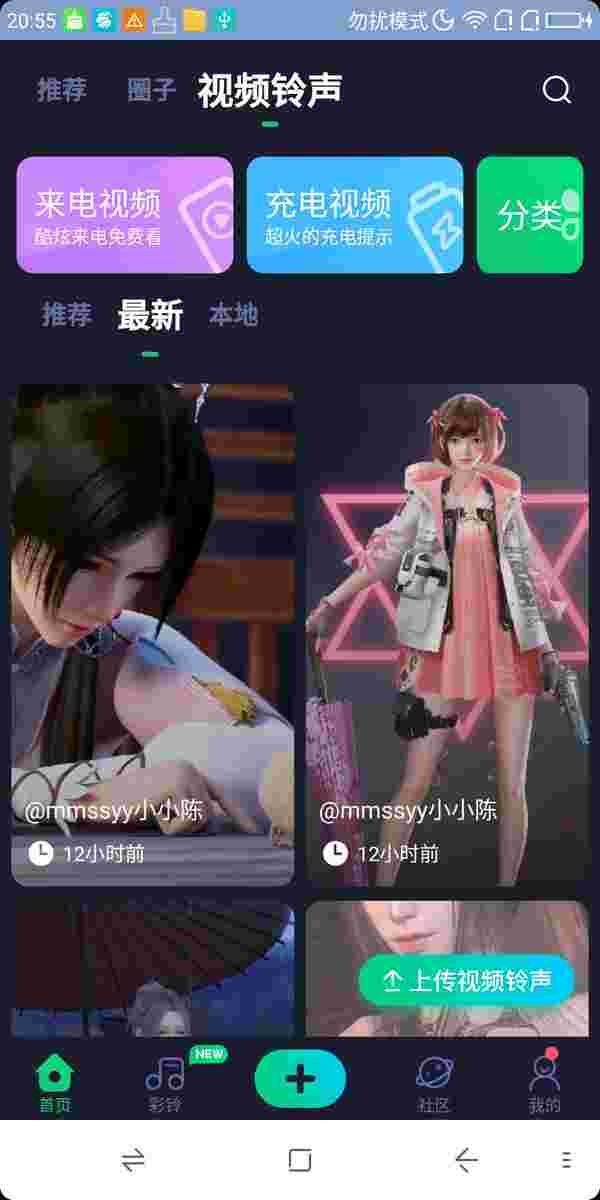 20:55
勿扰模式
推荐 圈子 视频铃声
来电视频
酷炫来电免费看
充电视频
超火的充电提示
分类
推荐 最新 本地
@mmssyy小小陈
12小时前
@mmssyy小小陈
12小时前
上传视频铃声
首页
彩铃
NEW
社区
我的